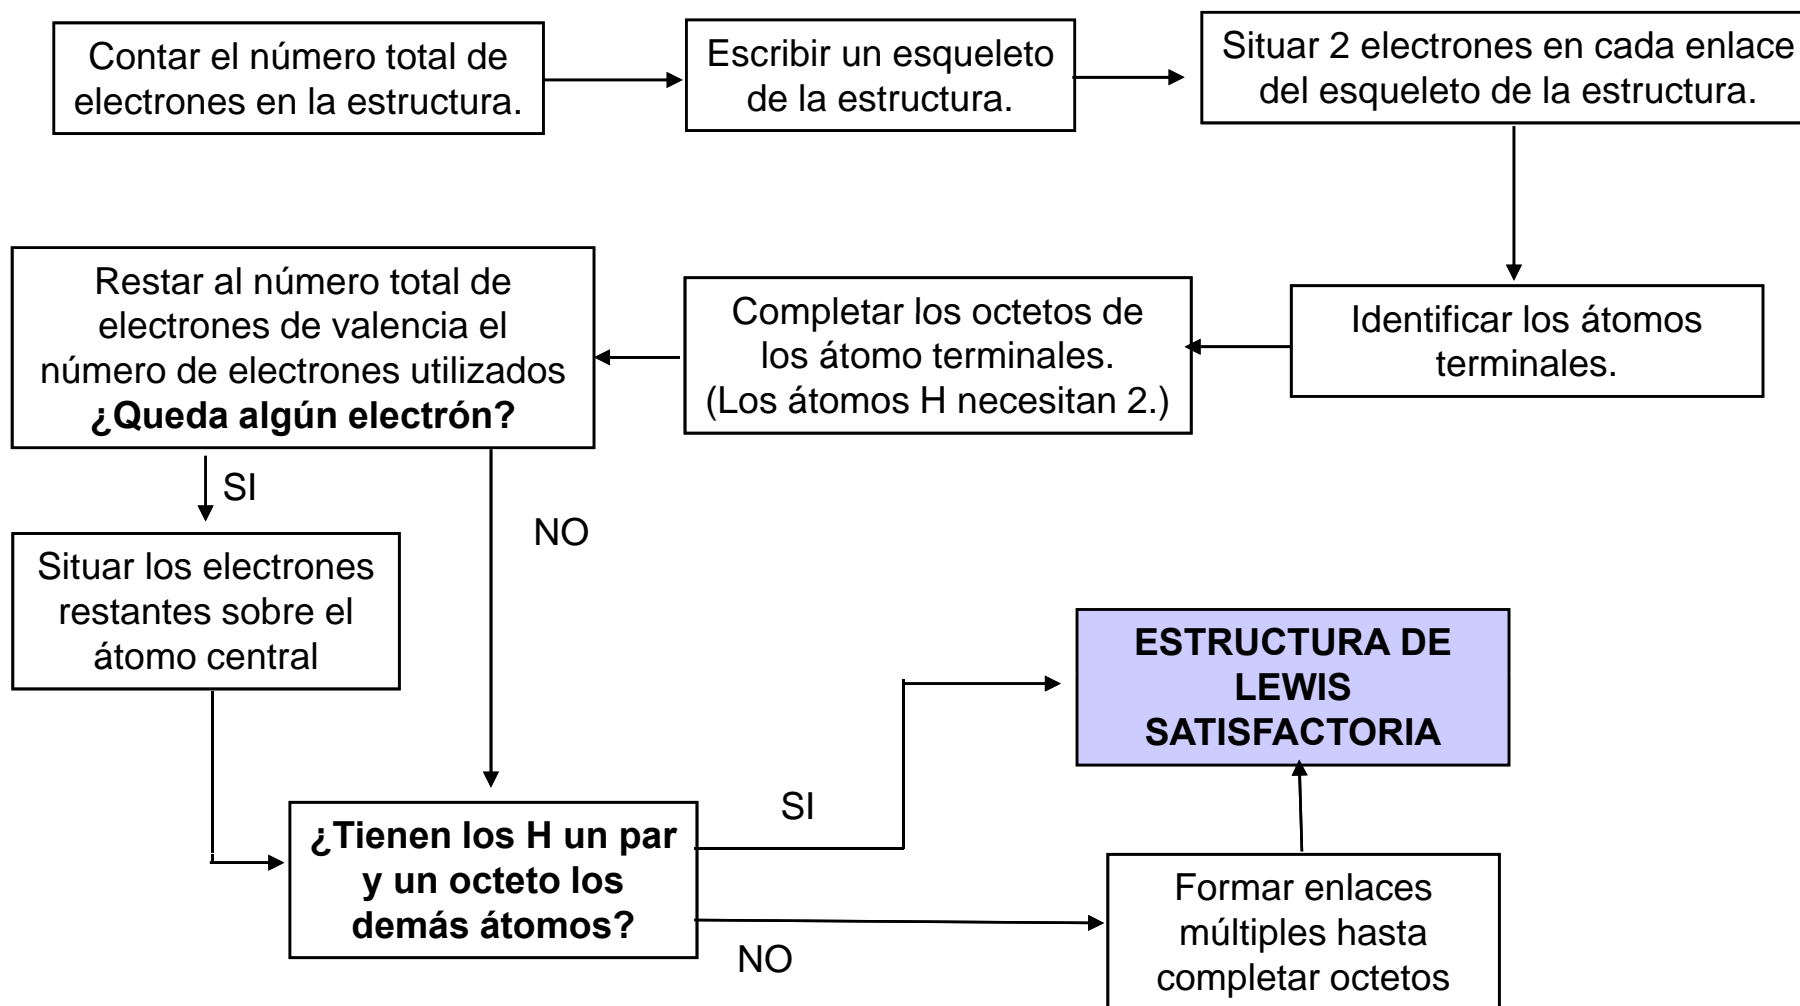 Contar el número total de
electrones en la estructura.
Escribir un esqueleto
de la estructura.
Situar 2 electrones en cada enlace
del esqueleto de la estructura.
Identificar los átomos
terminales.
Completar los octetos de
los átomo terminales.
(Los átomos H necesitan 2.)
Restar al número total de
electrones de valencia el
número de electrones utilizados
¿Queda algún electrón?
SI
NO
Situar los electrones
restantes sobre el
átomo central
¿Tienen los H un par
y un octeto los
demás átomos?
SI
NO
ESTRUCTURA DE
LEWIS
SATISFACTORIA
Formar enlaces
múltiples hasta
completar octetos